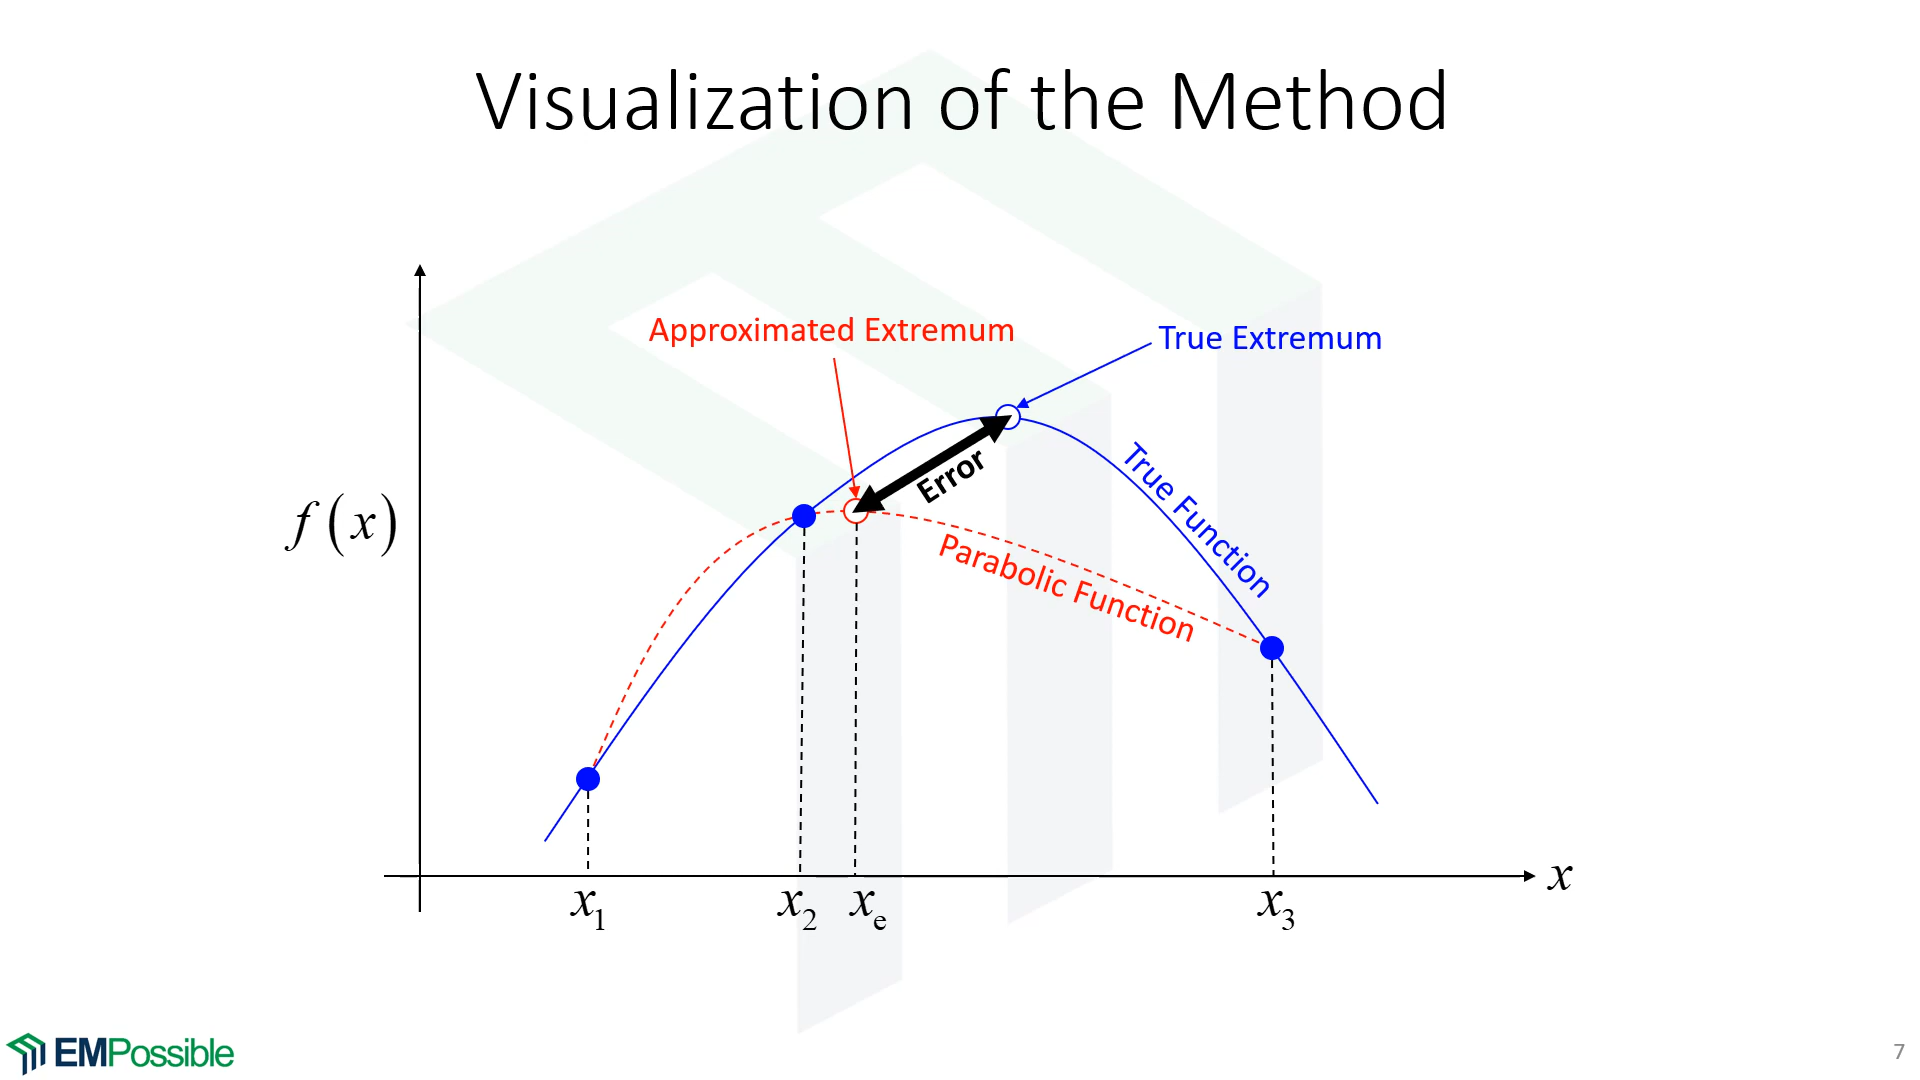 Visualization of the Method
Approximated Extremum
True Extremum
Error
True Function
f(x)
Parabolic Function
x
x₁
x₂
xₑ
x₃
EMPossible
7